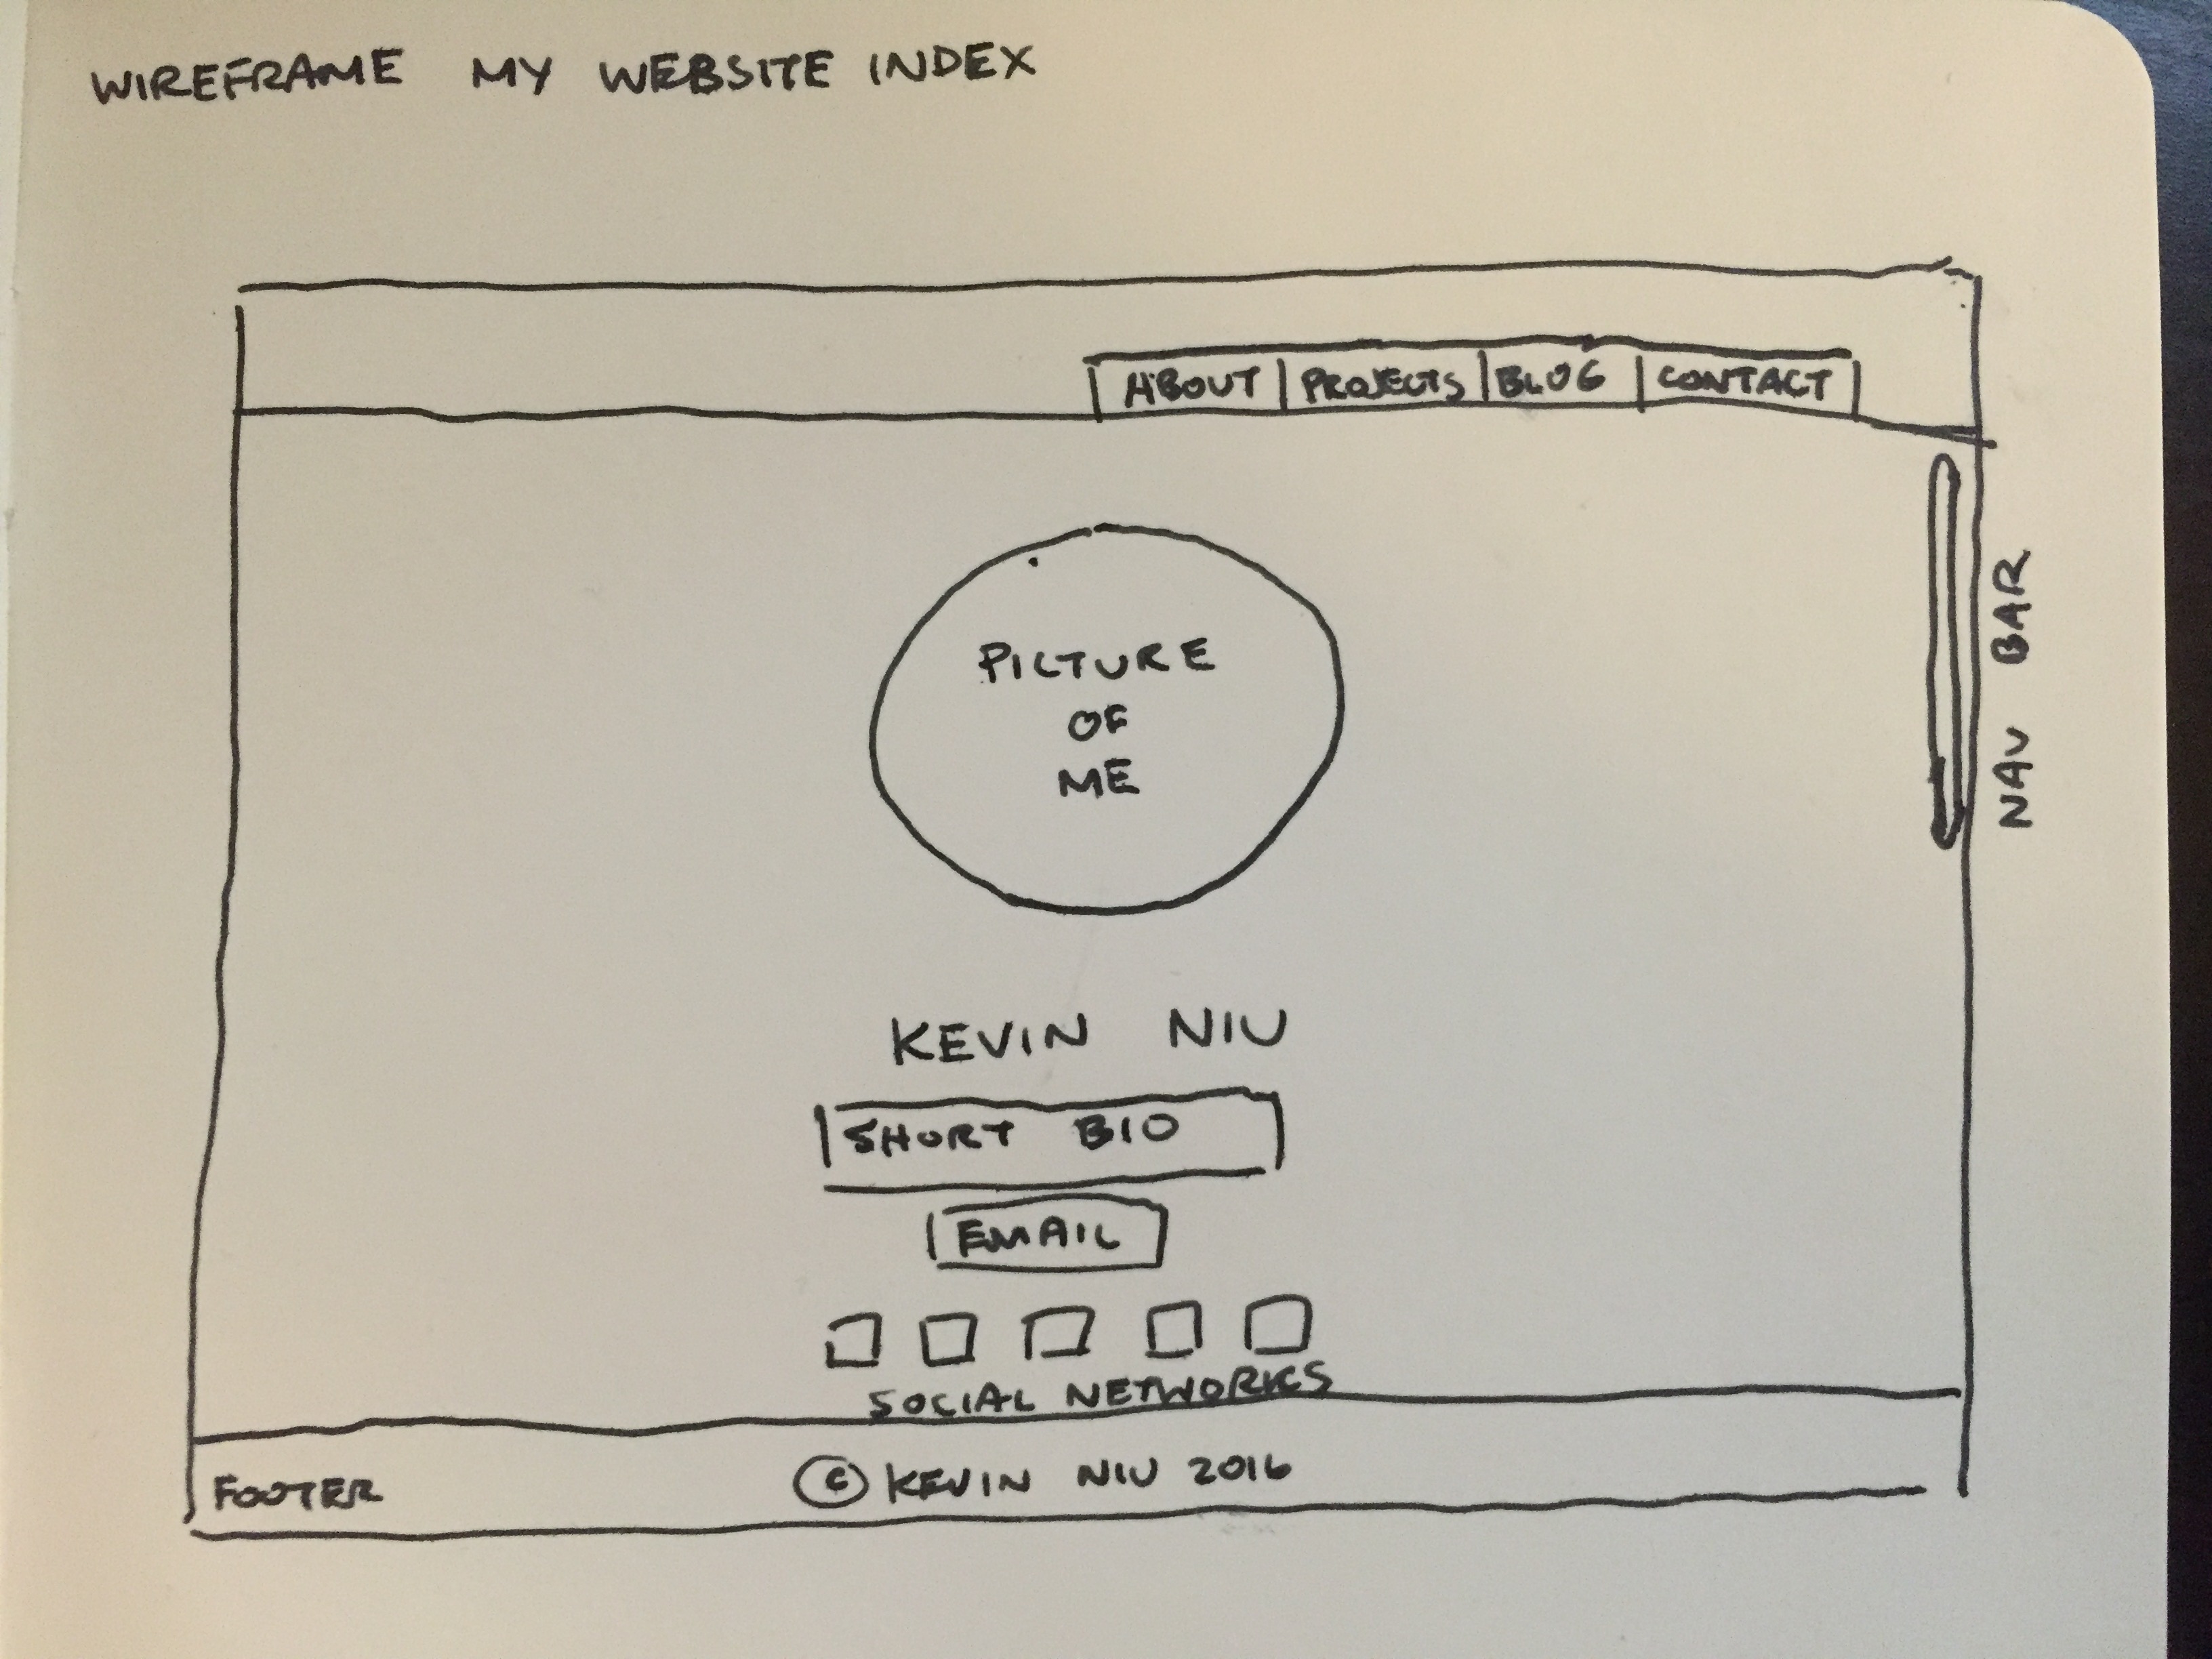 WIREFRAME MY WEBSITE INDEX
ABOUT PROJECTS BLOG CONTACT
NAV BAR
PICTURE
OF
ME
KEVIN NIU
SHORT BIO
EMAIL
SOCIAL NETWORKS
FOOTER © KEVIN NIU 2016